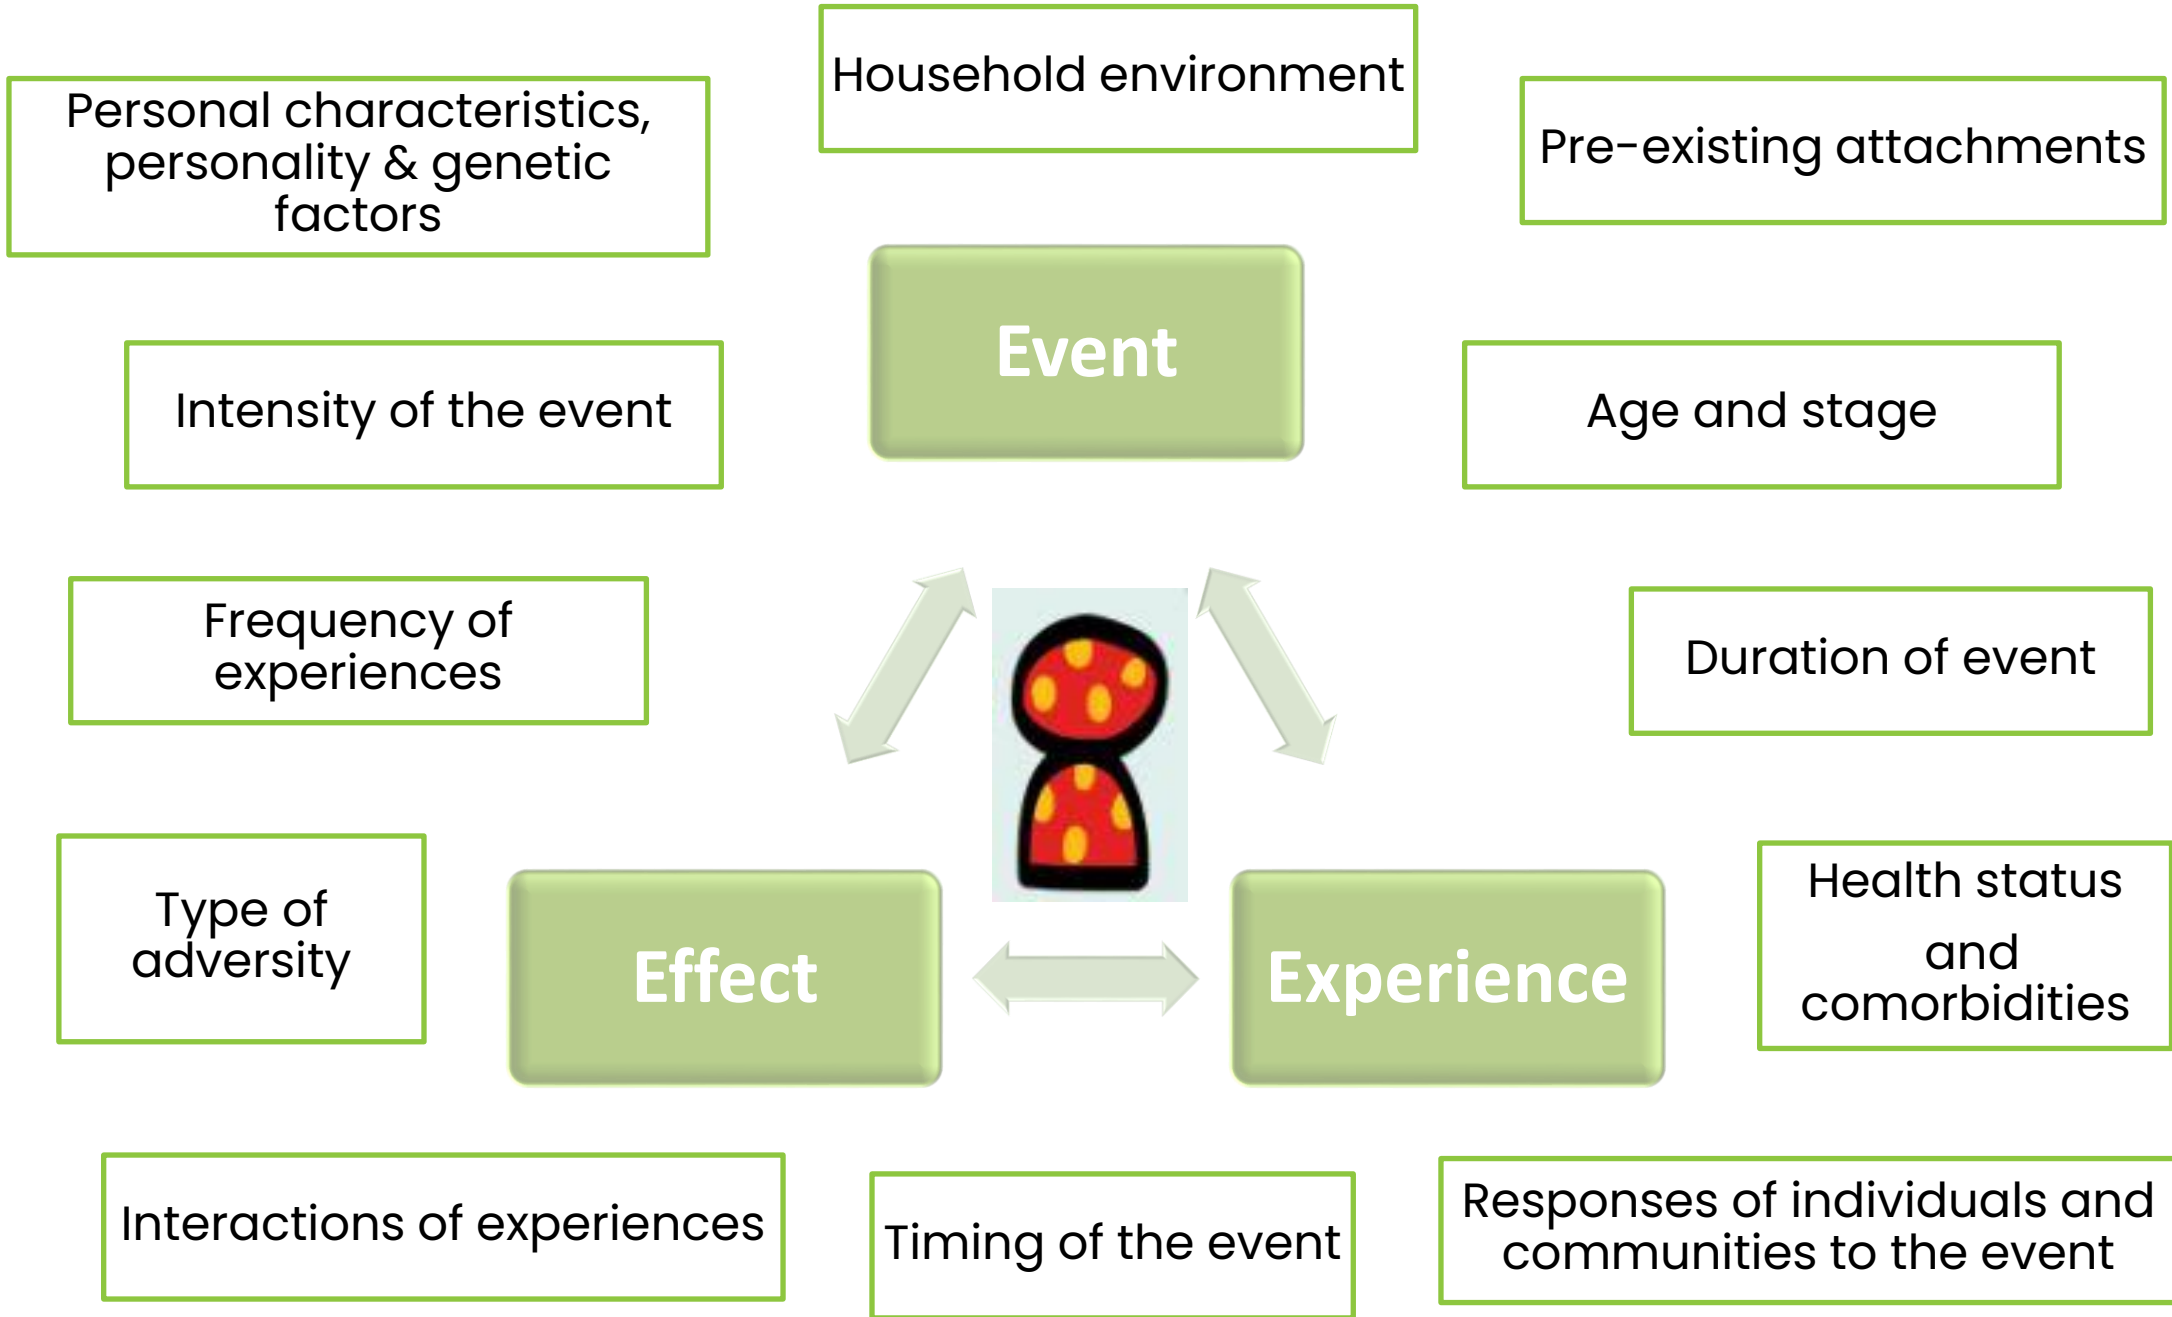 Household environment
Personal characteristics,
personality & genetic
factors
Pre-existing attachments
Event
Intensity of the event
Age and stage
Frequency of
experiences
Duration of event
Type of
adversity
Effect
Experience
Health status
and
comorbidities
Interactions of experiences
Timing of the event
Responses of individuals and
communities to the event